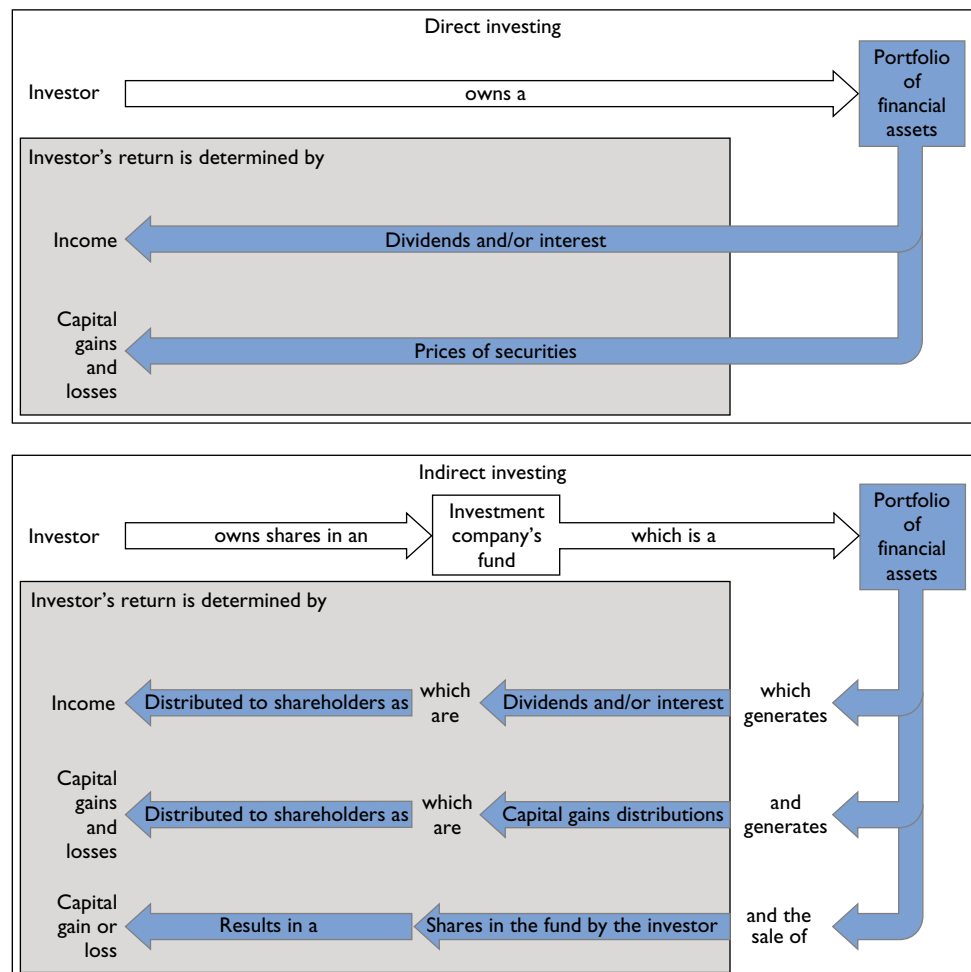 Direct investing
Investor
owns a
Portfolio
of
financial
assets
Investor’s return is determined by
Income
Dividends and/or interest
Capital
gains
and
losses
Prices of securities
Indirect investing
Investor
owns shares in an
Investment
company’s
fund
which is a
Portfolio
of
financial
assets
Investor’s return is determined by
Income
Distributed to shareholders as
which
are
Dividends and/or interest
which
generates
Capital
gains
and
losses
Distributed to shareholders as
which
are
Capital gains distributions
and
generates
Capital
gain or
loss
Results in a
Shares in the fund by the investor
and the
sale of